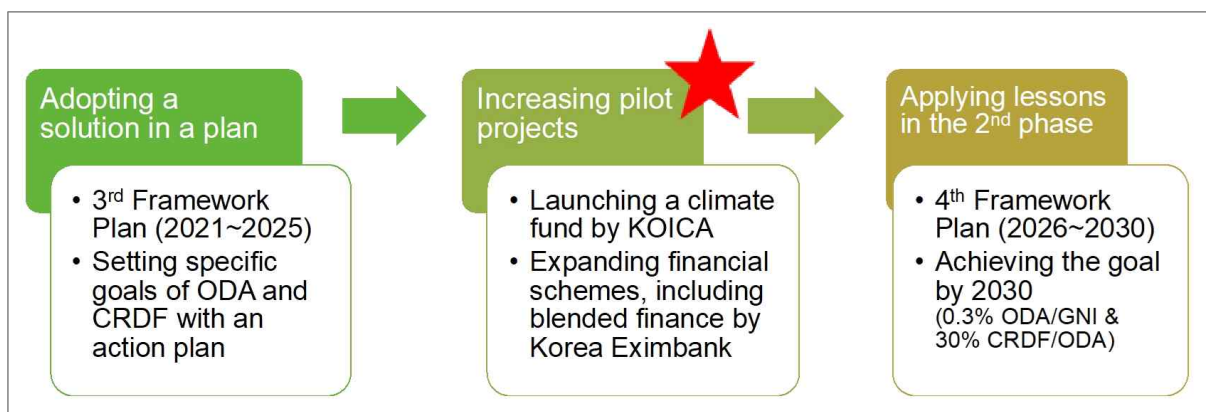 Adopting a
solution in a plan
• 3rd Framework
Plan (2021~2025)
• Setting specific
goals of ODA and
CRDF with an
action plan
Increasing pilot
projects
• Launching a climate
fund by KOICA
• Expanding financial
schemes, including
blended finance by
Korea Eximbank
Applying lessons
in the 2nd phase
• 4th Framework
Plan (2026~2030)
• Achieving the goal
by 2030
(0.3% ODA/GNI &
30% CRDF/ODA)